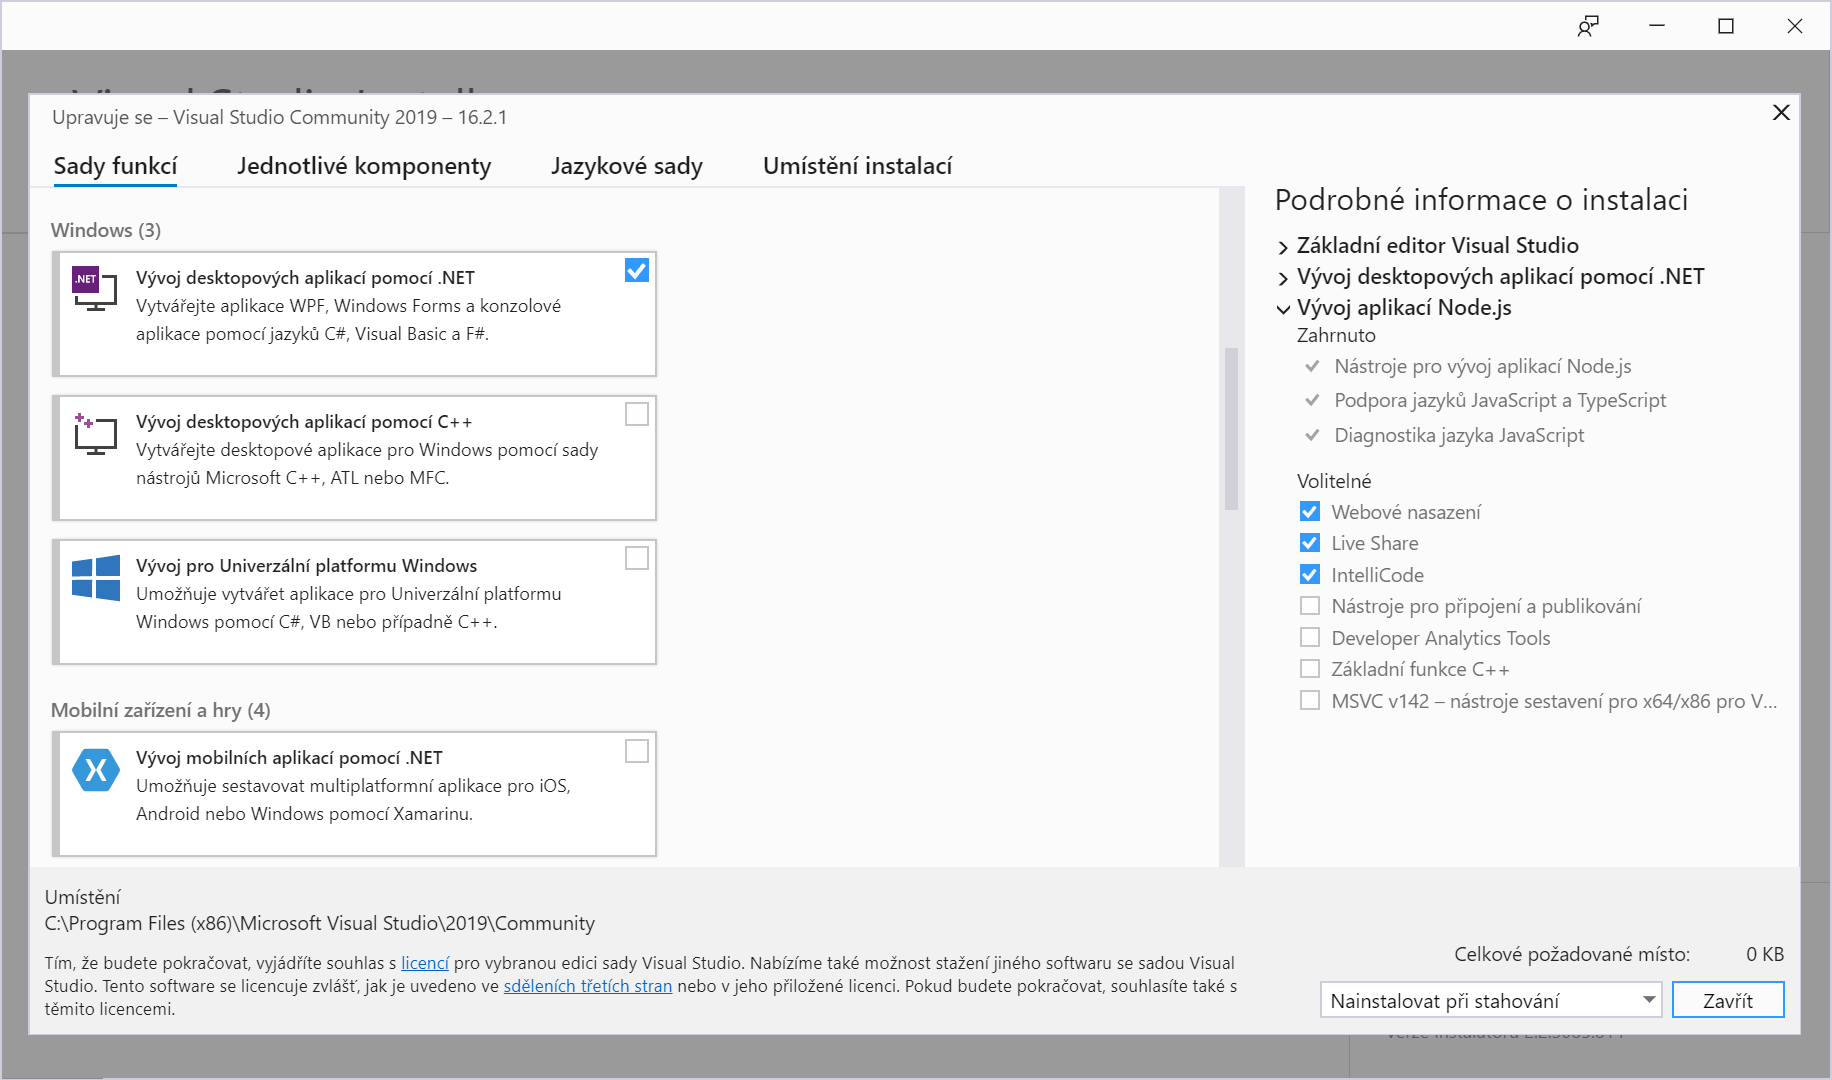 Upravuje se – Visual Studio Community 2019 – 16.2.1
Sady funkcí
Jednotlivé komponenty
Jazykové sady
Umístění instalací
Windows (3)
.NET
Vývoj desktopových aplikací pomocí .NET
Vytvářejte aplikace WPF, Windows Forms a konzolové
aplikace pomocí jazyků C#, Visual Basic a F#.
Vývoj desktopových aplikací pomocí C++
Vytvářejte desktopové aplikace pro Windows pomocí sady
nástrojů Microsoft C++, ATL nebo MFC.
Vývoj pro Univerzální platformu Windows
Umožňuje vytvářet aplikace pro Univerzální platformu
Windows pomocí C#, VB nebo případně C++.
Mobilní zařízení a hry (4)
Vývoj mobilních aplikací pomocí .NET
Umožňuje sestavovat multiplatformní aplikace pro iOS,
Android nebo Windows pomocí Xamarinu.
Podrobné informace o instalaci
Základní editor Visual Studio
Vývoj desktopových aplikací pomocí .NET
Vývoj aplikací Node.js
Zahrnuto
Nástroje pro vývoj aplikací Node.js
Podpora jazyků JavaScript a TypeScript
Diagnostika jazyka JavaScript
Volitelné
Webové nasazení
Live Share
IntelliCode
Nástroje pro připojení a publikování
Developer Analytics Tools
Základní funkce C++
MSVC v142 – nástroje sestavení pro x64/x86 pro V...
Umístění
C:\Program Files (x86)\Microsoft Visual Studio\2019\Community
Tím, že budete pokračovat, vyjádříte souhlas s licencí pro vybranou edici sady Visual Studio. Nabízíme také možnost stažení jiného softwaru se sadou Visual
Studio. Tento software se licencuje zvlášť, jak je uvedeno ve sděleních třetích stran nebo v jeho přiložené licenci. Pokud budete pokračovat, souhlasíte také s
těmito licencemi.
Celkové požadované místo: 0 KB
Nainstalovat při stahování
Zavřít